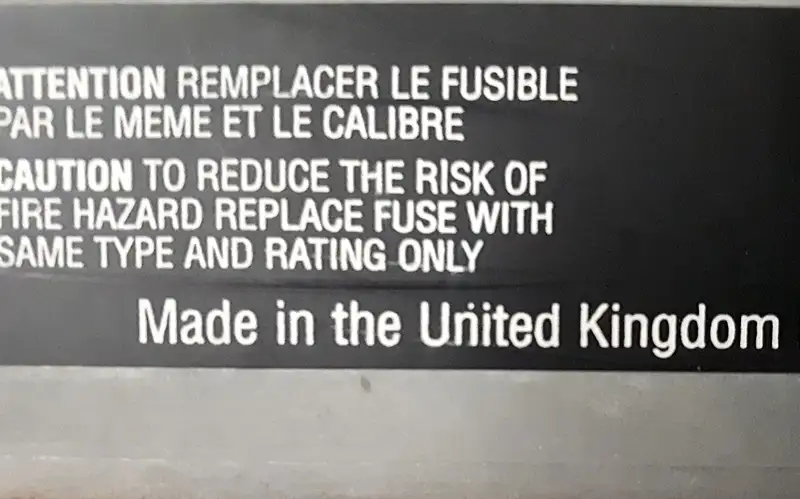 ATTENTION REMPLACER LE FUSIBLE
PAR LE MEME ET LE CALIBRE
CAUTION TO REDUCE THE RISK OF
FIRE HAZARD REPLACE FUSE WITH
SAME TYPE AND RATING ONLY
Made in the United Kingdom